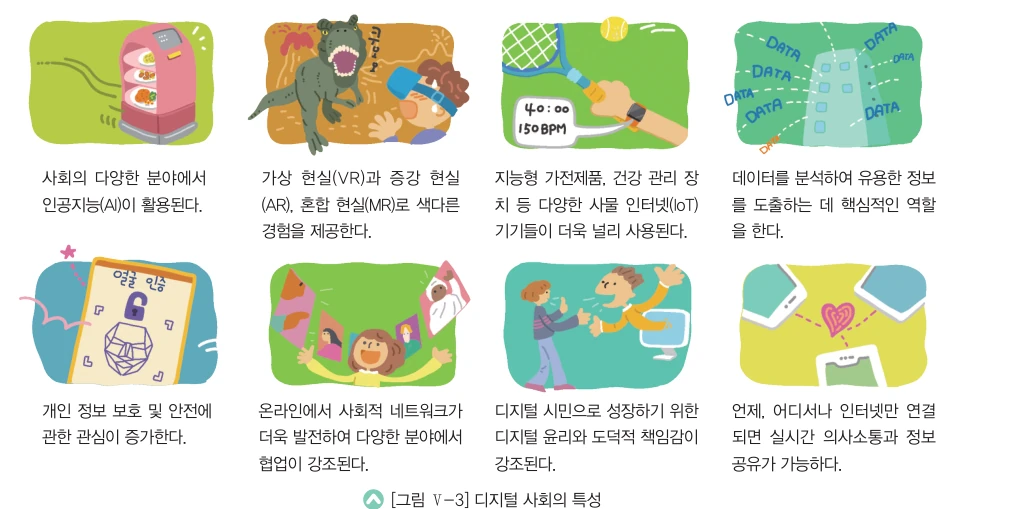 크아앙
40:00
150BPM
DATA
DATA
DATA
DATA
DATA
DATA
DATA
DATA
사회의 다양한 분야에서
인공지능(AI)이 활용된다.
가상 현실(VR)과 증강 현실
(AR), 혼합 현실(MR)로 색다른
경험을 제공한다.
지능형 가전제품, 건강 관리 장
치 등 다양한 사물 인터넷(IoT)
기기들이 더욱 널리 사용된다.
데이터를 분석하여 유용한 정보
를 도출하는 데 핵심적인 역할
을 한다.
얼굴 인증
개인 정보 보호 및 안전에
관한 관심이 증가한다.
온라인에서 사회적 네트워크가
더욱 발전하여 다양한 분야에서
협업이 강조된다.
디지털 시민으로 성장하기 위한
디지털 윤리와 도덕적 책임감이
강조된다.
언제, 어디서나 인터넷만 연결
되면 실시간 의사소통과 정보
공유가 가능하다.
[그림 Ⅴ-3] 디지털 사회의 특성